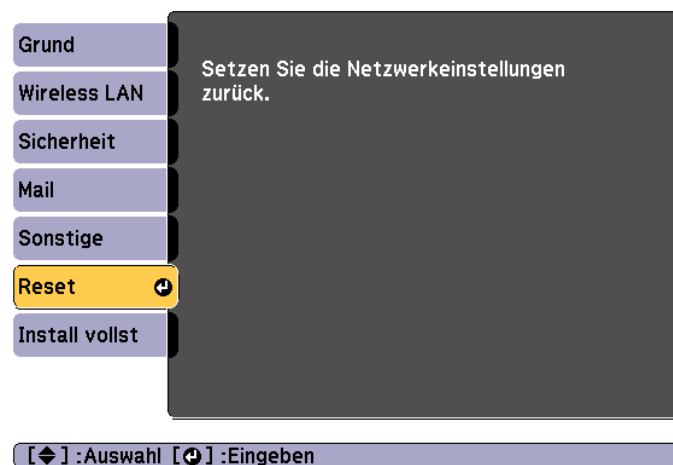 Grund
Wireless LAN
Sicherheit
Mail
Sonstige
Reset
Install vollst
Setzen Sie die Netzwerkeinstellungen
zurück.
[◆] :Auswahl [⏎] :Eingeben